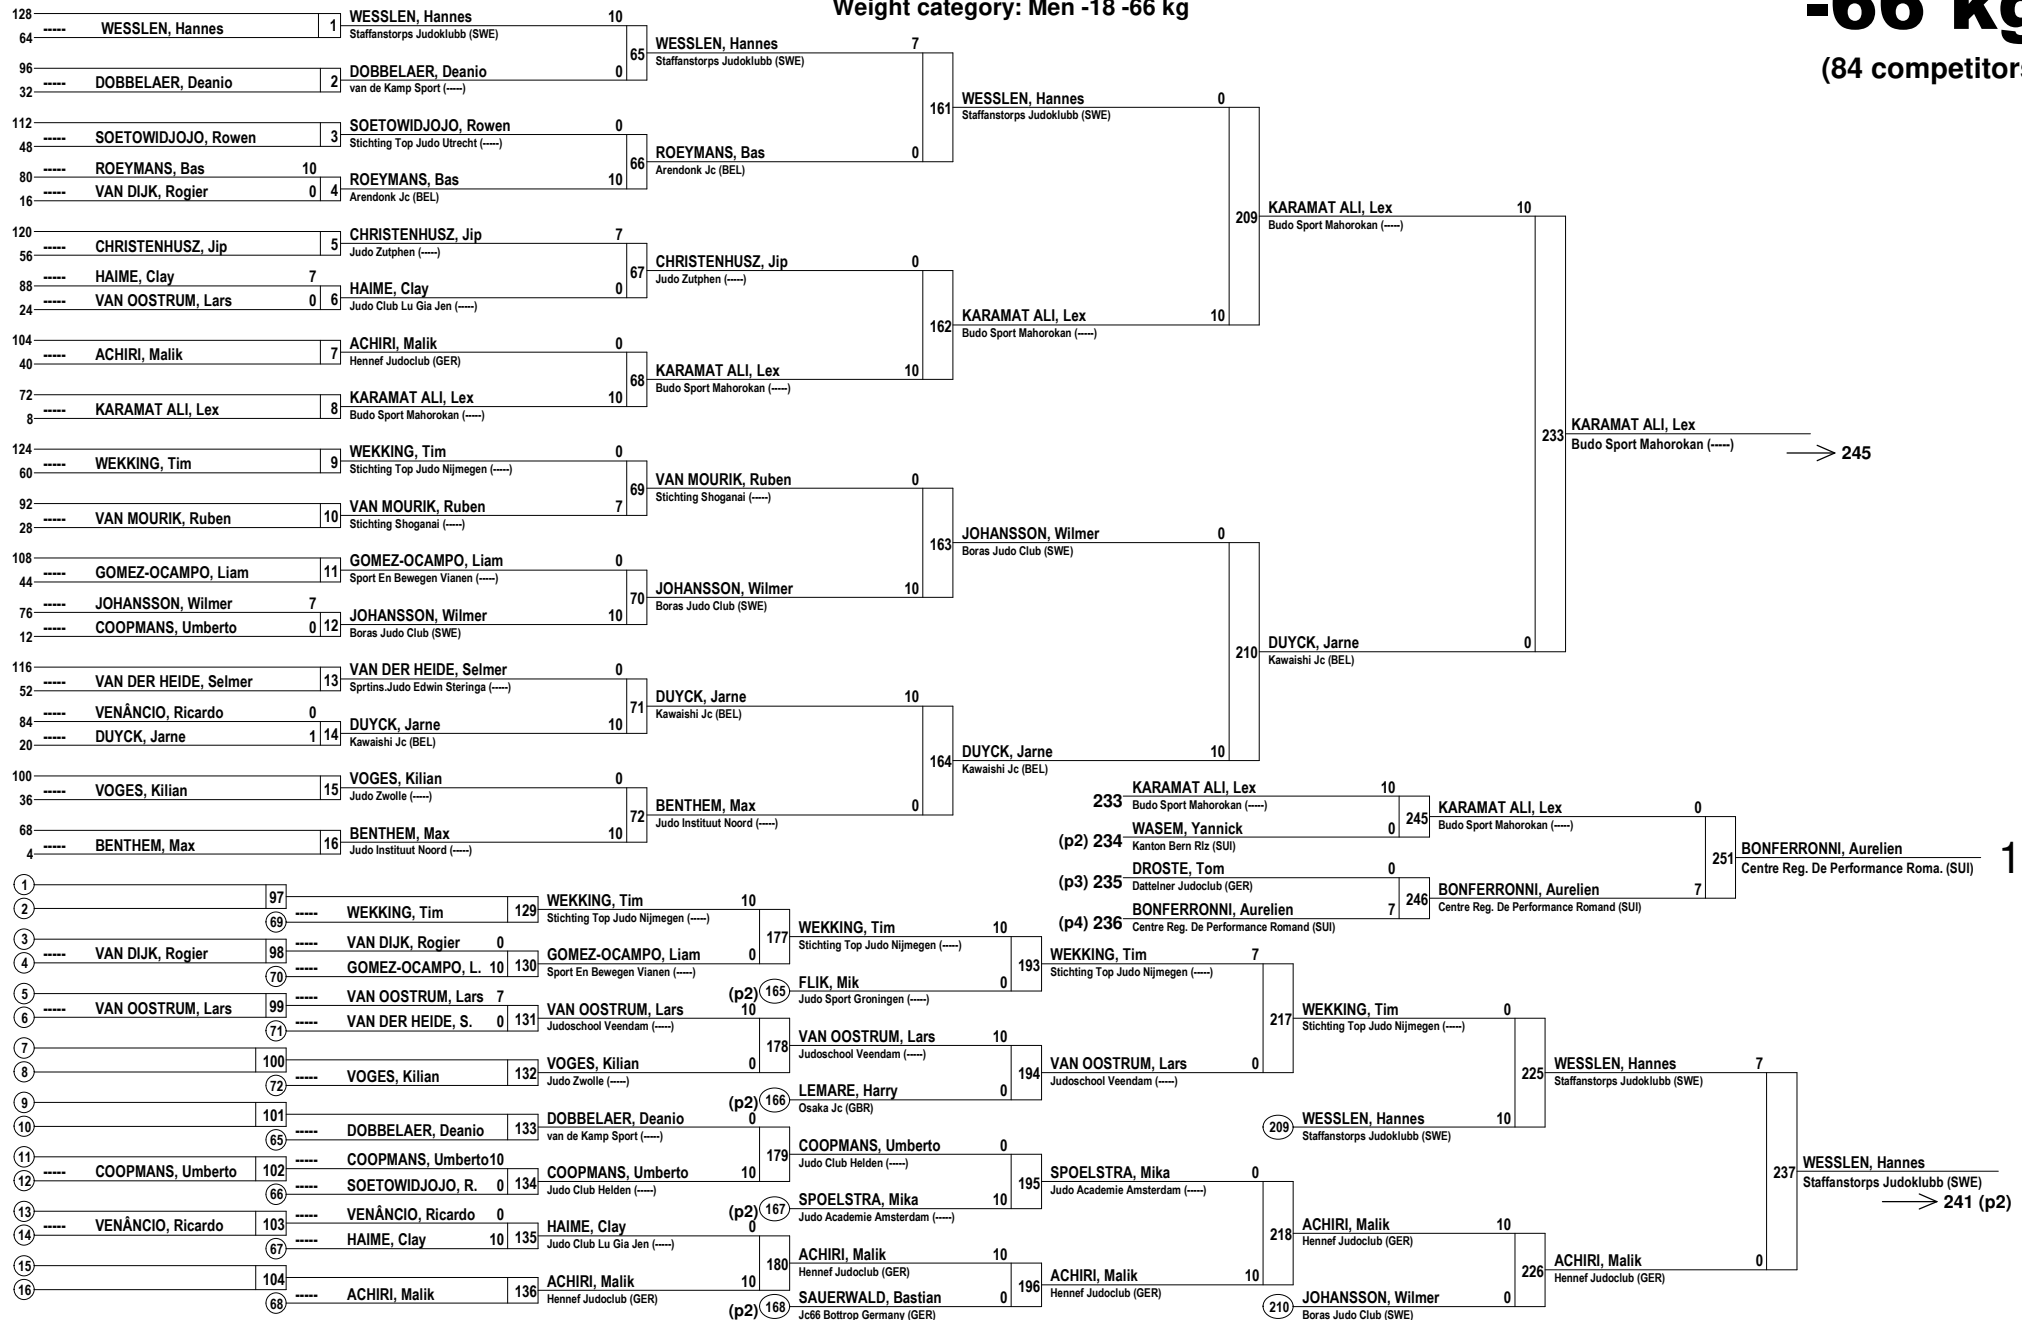 Weight category: Men -18 -66 kg
-66 kg
(84 competitors
128
----- WESSLEN, Hannes 1
64
WESSLEN, Hannes 10
Staffanstorps Judoklubb (SWE)
96
----- DOBBELAER, Deanio 2
32
DOBBELAER, Deanio 0
van de Kamp Sport (-----)
65
WESSLEN, Hannes 7
Staffanstorps Judoklubb (SWE)
112
----- SOETOWIDJOJO, Rowen 3
48
SOETOWIDJOJO, Rowen 0
Stichting Top Judo Utrecht (-----)
----- ROEYMANS, Bas 10
80
----- VAN DIJK, Rogier 0 4
16
ROEYMANS, Bas 10
Arendonk Jc (BEL)
66
ROEYMANS, Bas 0
Arendonk Jc (BEL)
161
WESSLEN, Hannes 0
Staffanstorps Judoklubb (SWE)
120
----- CHRISTENHUSZ, Jip 5
56
CHRISTENHUSZ, Jip 7
Judo Zutphen (-----)
----- HAIME, Clay 7
88
----- VAN OOSTRUM, Lars 0 6
24
HAIME, Clay 0
Judo Club Lu Gia Jen (-----)
67
CHRISTENHUSZ, Jip 0
Judo Zutphen (-----)
104
----- ACHIRI, Malik 7
40
ACHIRI, Malik 0
Hennef Judoclub (GER)
72
----- KARAMAT ALI, Lex 8
8
KARAMAT ALI, Lex 10
Budo Sport Mahorokan (-----)
68
KARAMAT ALI, Lex 10
Budo Sport Mahorokan (-----)
162
KARAMAT ALI, Lex 10
Budo Sport Mahorokan (-----)
209
KARAMAT ALI, Lex 10
Budo Sport Mahorokan (-----)
124
----- WEKKING, Tim 9
60
WEKKING, Tim 0
Stichting Top Judo Nijmegen (-----)
92
----- VAN MOURIK, Ruben 10
28
VAN MOURIK, Ruben 7
Stichting Shoganai (-----)
69
VAN MOURIK, Ruben 0
Stichting Shoganai (-----)
108
----- GOMEZ-OCAMPO, Liam 11
44
GOMEZ-OCAMPO, Liam 0
Sport En Bewegen Vianen (-----)
----- JOHANSSON, Wilmer 7
76
----- COOPMANS, Umberto 0 12
12
JOHANSSON, Wilmer 10
Boras Judo Club (SWE)
70
JOHANSSON, Wilmer 10
Boras Judo Club (SWE)
163
JOHANSSON, Wilmer 0
Boras Judo Club (SWE)
116
----- VAN DER HEIDE, Selmer 13
52
VAN DER HEIDE, Selmer 0
Sprtins.Judo Edwin Steringa (-----)
----- VENÂNCIO, Ricardo 0
84
----- DUYCK, Jarne 1 14
20
DUYCK, Jarne 10
Kawaishi Jc (BEL)
71
DUYCK, Jarne 10
Kawaishi Jc (BEL)
100
----- VOGES, Kilian 15
36
VOGES, Kilian 0
Judo Zwolle (-----)
68
----- BENTHEM, Max 16
4
BENTHEM, Max 10
Judo Instituut Noord (-----)
72
BENTHEM, Max 0
Judo Instituut Noord (-----)
164
DUYCK, Jarne 10
Kawaishi Jc (BEL)
210
DUYCK, Jarne 0
Kawaishi Jc (BEL)
233
KARAMAT ALI, Lex
Budo Sport Mahorokan (-----)
245
233 KARAMAT ALI, Lex 10
Budo Sport Mahorokan (-----)
(p2) 234 WASEM, Yannick 0
Kanton Bern Rlz (SUI)
245
KARAMAT ALI, Lex 0
Budo Sport Mahorokan (-----)
(p3) 235 DROSTE, Tom 0
Dattelner Judoclub (GER)
(p4) 236 BONFERRONNI, Aurelien 7
Centre Reg. De Performance Romand (SUI)
246
BONFERRONNI, Aurelien 7
Centre Reg. De Performance Romand (SUI)
251
BONFERRONNI, Aurelien 1
Centre Reg. De Performance Roma. (SUI)
1
2
97
69 ----- WEKKING, Tim 129
WEKKING, Tim 10
Stichting Top Judo Nijmegen (-----)
3
4 ----- VAN DIJK, Rogier 98
----- VAN DIJK, Rogier 0
70 ----- GOMEZ-OCAMPO, L. 10 130
GOMEZ-OCAMPO, Liam 0
Sport En Bewegen Vianen (-----)
177
WEKKING, Tim 10
Stichting Top Judo Nijmegen (-----)
(p2) 165 FLIK, Mik 0
Judo Sport Groningen (-----)
193
WEKKING, Tim 7
Stichting Top Judo Nijmegen (-----)
5
6 ----- VAN OOSTRUM, Lars 99
----- VAN OOSTRUM, Lars 7
71 ----- VAN DER HEIDE, S. 0 131
VAN OOSTRUM, Lars 10
Judoschool Veendam (-----)
7
8
100
72 ----- VOGES, Kilian 132
VOGES, Kilian 0
Judo Zwolle (-----)
178
VAN OOSTRUM, Lars 10
Judoschool Veendam (-----)
(p2) 166 LEMARE, Harry 0
Osaka Jc (GBR)
194
VAN OOSTRUM, Lars 0
Judoschool Veendam (-----)
217
WEKKING, Tim 0
Stichting Top Judo Nijmegen (-----)
209 WESSLEN, Hannes 10
Staffanstorps Judoklubb (SWE)
225
WESSLEN, Hannes 7
Staffanstorps Judoklubb (SWE)
9
10
101
65 ----- DOBBELAER, Deanio 133
DOBBELAER, Deanio 0
van de Kamp Sport (-----)
11
12 ----- COOPMANS, Umberto 102
----- COOPMANS, Umberto 10
66 ----- SOETOWIDJOJO, R. 0 134
COOPMANS, Umberto 10
Judo Club Helden (-----)
179
COOPMANS, Umberto 0
Judo Club Helden (-----)
(p2) 167 SPOELSTRA, Mika 10
Judo Academie Amsterdam (-----)
195
SPOELSTRA, Mika 0
Judo Academie Amsterdam (-----)
13
14 ----- VENÂNCIO, Ricardo 103
----- VENÂNCIO, Ricardo 0
67 ----- HAIME, Clay 10 135
HAIME, Clay 0
Judo Club Lu Gia Jen (-----)
15
16
104
68 ----- ACHIRI, Malik 136
ACHIRI, Malik 10
Hennef Judoclub (GER)
180
ACHIRI, Malik 10
Hennef Judoclub (GER)
(p2) 168 SAUERWALD, Bastian 0
Jc66 Bottrop Germany (GER)
196
ACHIRI, Malik 10
Hennef Judoclub (GER)
218
ACHIRI, Malik 10
Hennef Judoclub (GER)
210 JOHANSSON, Wilmer 0
Boras Judo Club (SWE)
226
ACHIRI, Malik 0
Hennef Judoclub (GER)
237
WESSLEN, Hannes
Staffanstorps Judoklubb (SWE)
241 (p2)